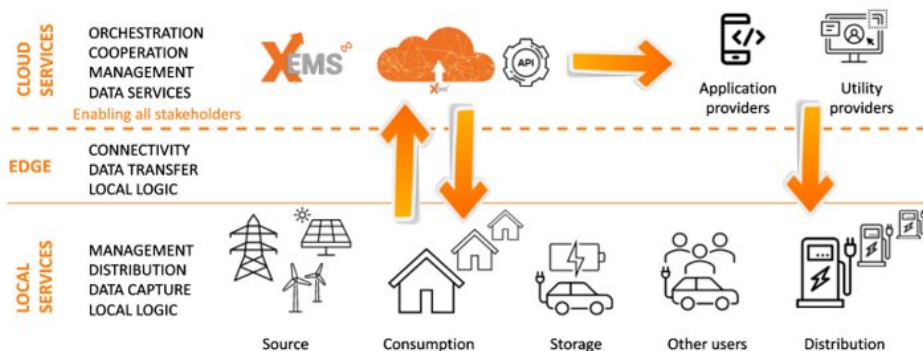 CLOUD SERVICES
ORCHESTRATION
COOPERATION
MANAGEMENT
DATA SERVICES
Enabling all stakeholders
XEMS∞
XEMS
API
</>
Application
providers
Utility
providers
EDGE
CONNECTIVITY
DATA TRANSFER
LOCAL LOGIC
LOCAL SERVICES
MANAGEMENT
DISTRIBUTION
DATA CAPTURE
LOCAL LOGIC
Source
Consumption
Storage
Other users
Distribution